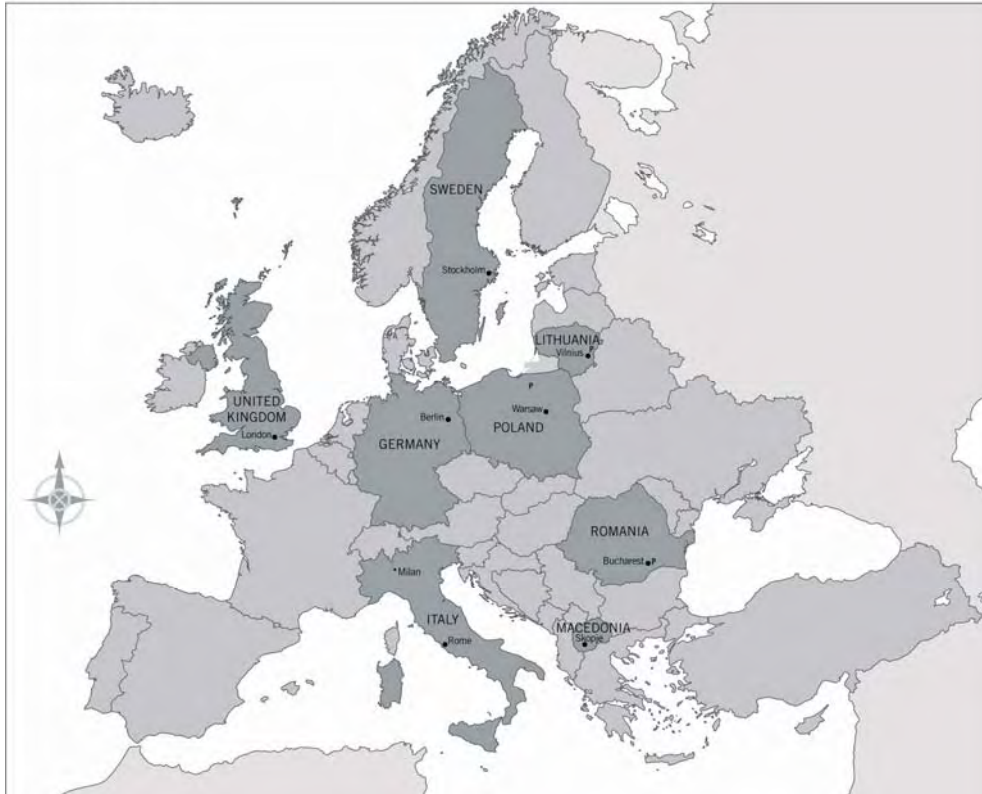 SWEDEN
Stockholm
LITHUANIA
P
Vilnius
P
UNITED
KINGDOM
London
Berlin
GERMANY
Warsaw
POLAND
ROMANIA
Bucharest P
Milan
ITALY
Rome
MACEDONIA
Skopje